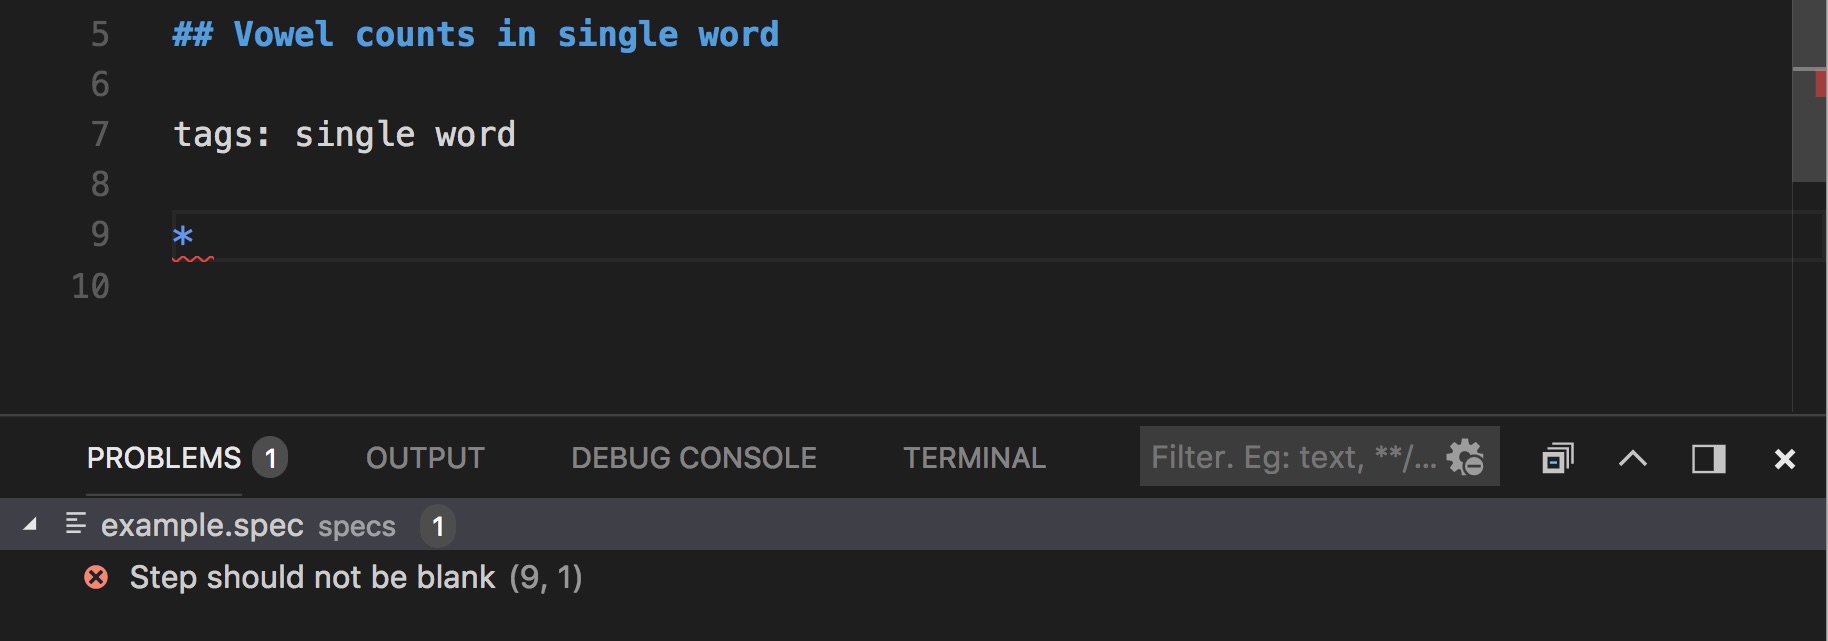 5 ## Vowel counts in single word
6
7 tags: single word
8
9 *
10
PROBLEMS 1 OUTPUT DEBUG CONSOLE TERMINAL Filter. Eg: text, **/...
example.spec specs 1
Step should not be blank (9, 1)